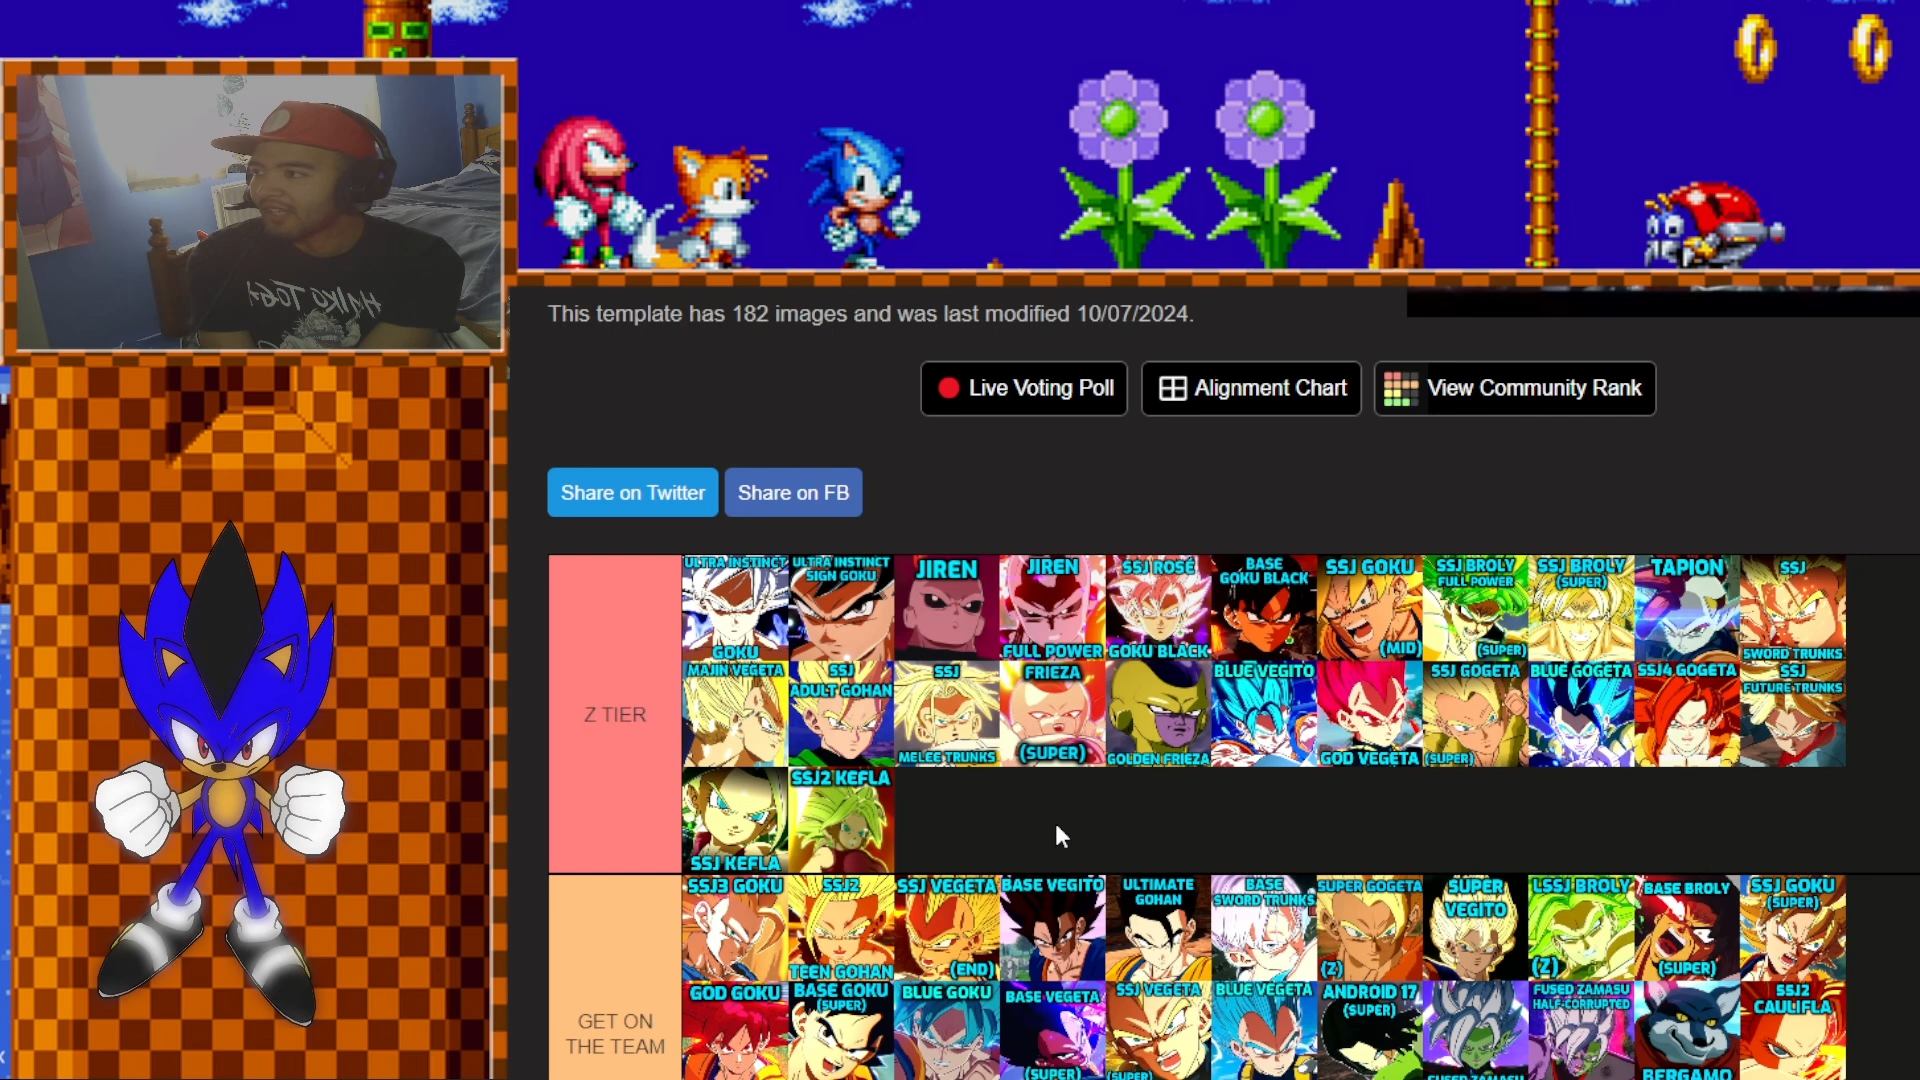 This template has 182 images and was last modified 10/07/2024.
Live Voting Poll
Alignment Chart
View Community Rank
Share on Twitter
Share on FB
Z TIER
ULTRA INSTINCT GOKU
ULTRA INSTINCT SIGN GOKU
JIREN
JIREN FULL POWER
SSJ ROSÉ GOKU BLACK
BASE GOKU BLACK
SSJ GOKU (MID)
SSJ BROLY FULL POWER (SUPER)
SSJ BROLY (SUPER)
TAPION
SSJ SWORD TRUNKS
MAJIN VEGETA
SSJ ADULT GOHAN
SSJ MELEE TRUNKS
FRIEZA (SUPER)
GOLDEN FRIEZA
BLUE VEGITO
GOD VEGETA
SSJ GOGETA (SUPER)
BLUE GOGETA
SSJ4 GOGETA
SSJ FUTURE TRUNKS
SSJ KEFLA
SSJ2 KEFLA
GET ON
THE TEAM
SSJ3 GOKU
SSJ2 TEEN GOHAN
SSJ VEGETA (END)
BASE VEGITO
ULTIMATE GOHAN
BASE SWORD TRUNKS
SUPER GOGETA (Z)
SUPER VEGITO
LSSJ BROLY (Z)
BASE BROLY (SUPER)
SSJ GOKU (SUPER)
GOD GOKU
BASE GOKU (SUPER)
BLUE GOKU
BASE VEGETA (SUPER)
SSJ VEGETA (SUPER)
BLUE VEGETA
ANDROID 17 (SUPER)
FUSED ZAMASU
FUSED ZAMASU HALF-CORRUPTED
BERGAMO
SSJ2 CAULIFLA